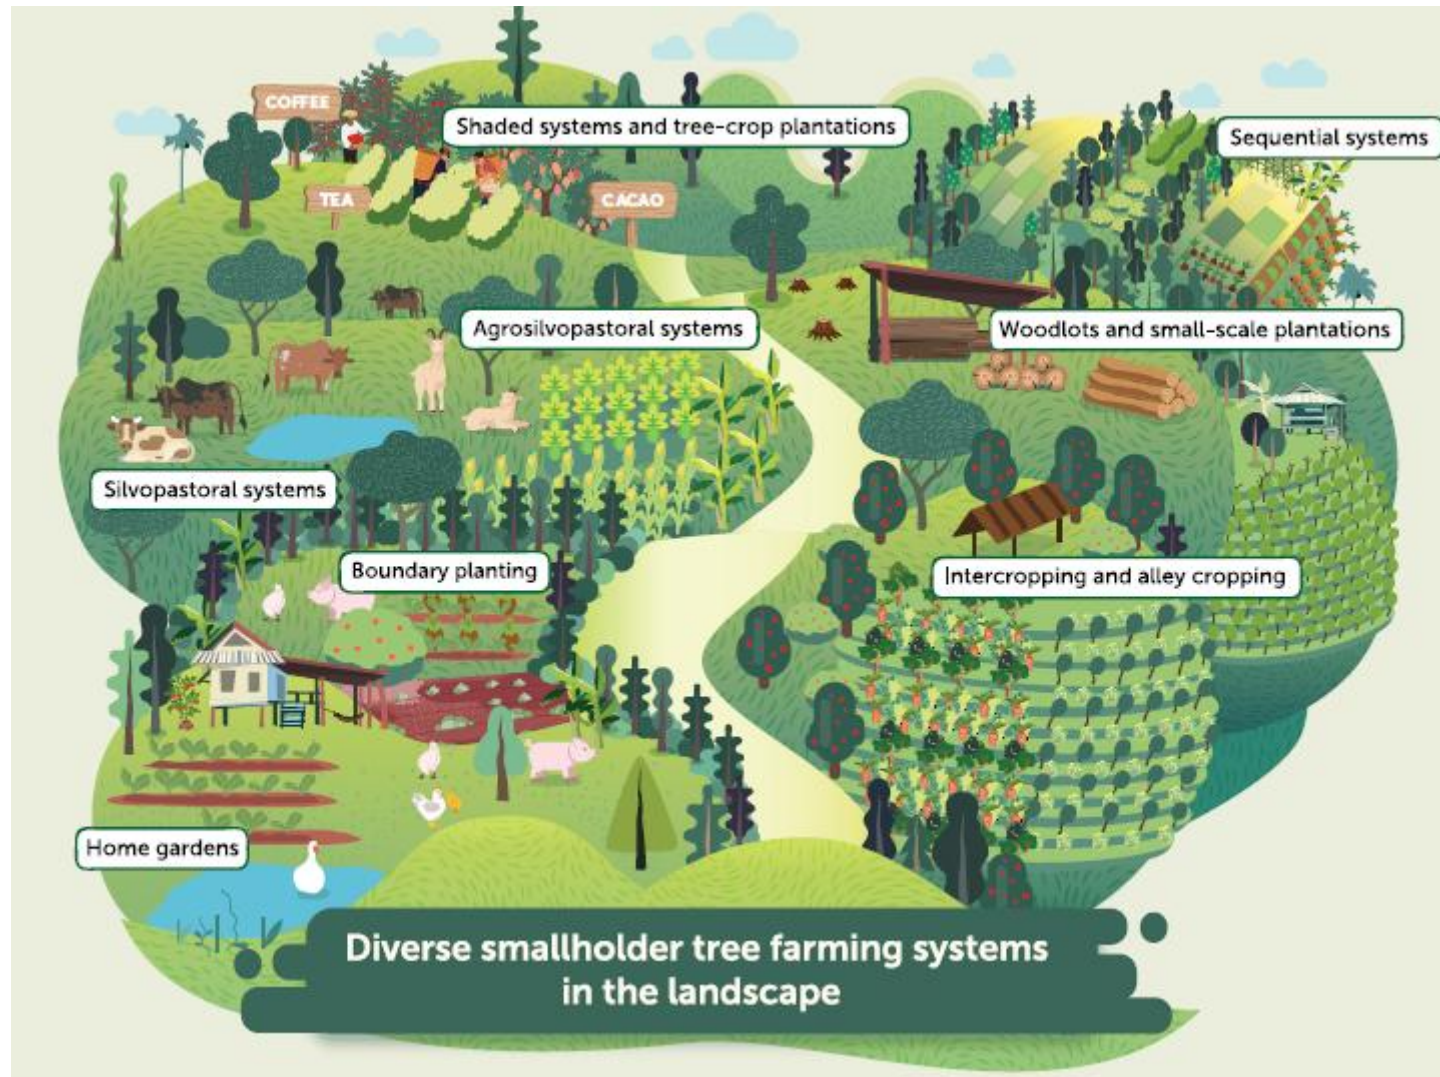 COFFEE
Shaded systems and tree-crop plantations
Sequential systems
TEA
CACAO
Agrosilvopastoral systems
Woodlots and small-scale plantations
Silvopastoral systems
Boundary planting
Intercropping and alley cropping
Home gardens
Diverse smallholder tree farming systems
in the landscape